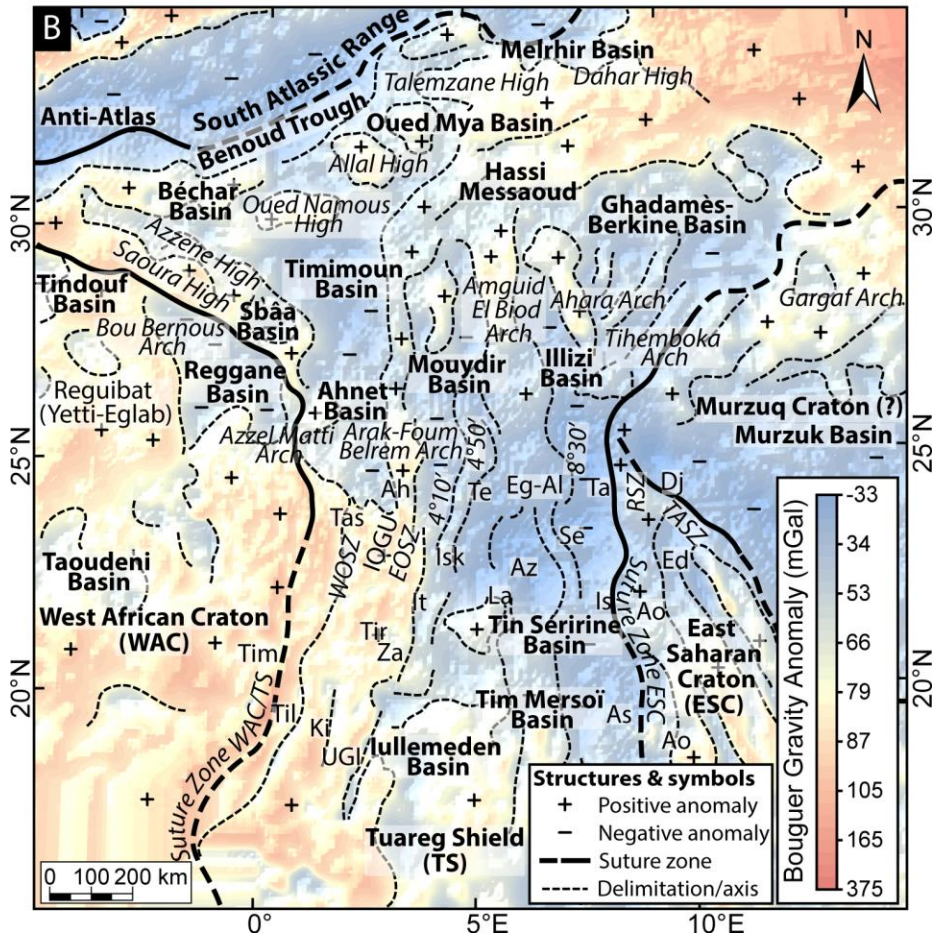 B
N
Melrhir Basin
South Atlassic Range
Talemzane High
Dahar High
Anti-Atlas
Benoud Trough
Oued Mya Basin
Allal High
Hassi
Messaoud
Béchar
Basin
Oued Namous
High
Ghadamès-
Berkine Basin
Azzene High
Saoura High
Timimoun
Basin
Amguid
El Biod
Arch
Ahara Arch
Gargaf Arch
Tindouf
Basin
Sbâa
Basin
Bou Bernous
Arch
Tihemboka
Arch
Reggane
Basin
Mouydir
Basin
Illizi
Basin
Reguibat
(Yetti-Eglab)
Ahnet
Basin
Murzuq Craton (?)
Murzuk Basin
Azzel Matti
Arch
Arak-Foum
Belrem Arch
4°50'
8°30'
4°10'
Ah
Te
Eg-Al
Ta
ZSR
Dj
TASZ
Tas
WOSZ
IOGU
EOSZ
Isk
Se
Az
Ed
Taoudeni
Basin
It
La
Is
Ao
West African Craton
(WAC)
Tir
Za
Tin Séririne
Basin
Suture Zone ESC
East
Saharan
Craton
(ESC)
Tim
Til
Tim Mersoï
Basin
As
Ao
Ki
UGI
Iullemeden
Basin
Suture Zone WAC/TS
Tuareg Shield
(TS)
Structures & symbols
+ Positive anomaly
− Negative anomaly
Suture zone
Delimitation/axis
Bouguer Gravity Anomaly (mGal)
-33
34
66
79
87
105
165
375
0 100 200 km
30°N
25°N
20°N
30°N
25°N
20°N
0°
5°E
10°E